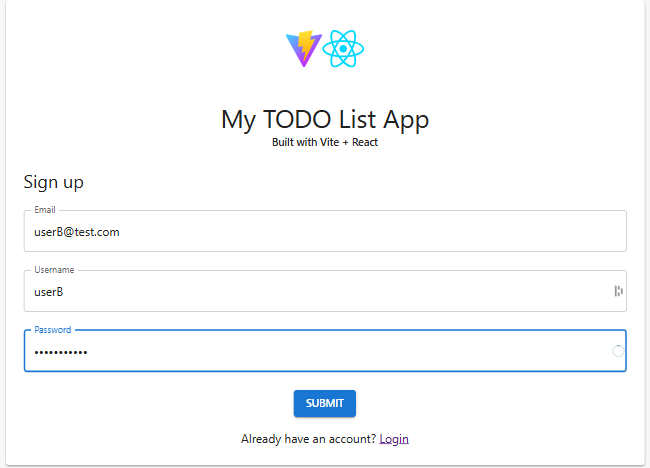 My TODO List App
Built with Vite + React
Sign up
Email
userB@test.com
Username
userB
Password
•••••••••••
SUBMIT
Already have an account? Login